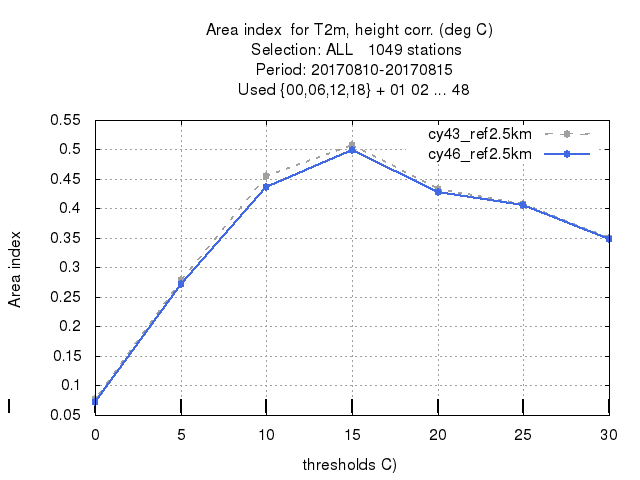 Area index  for T2m, height corr. (deg C)
Selection: ALL   1049 stations
Period: 20170810-20170815
Used {00,06,12,18} + 01 02 ... 48
cy43_ref2.5km
cy46_ref2.5km
0.55
0.5
0.45
0.4
0.35
0.3
0.25
0.2
0.15
0.1
0.05
Area index
0 5 10 15 20 25 30
thresholds C)